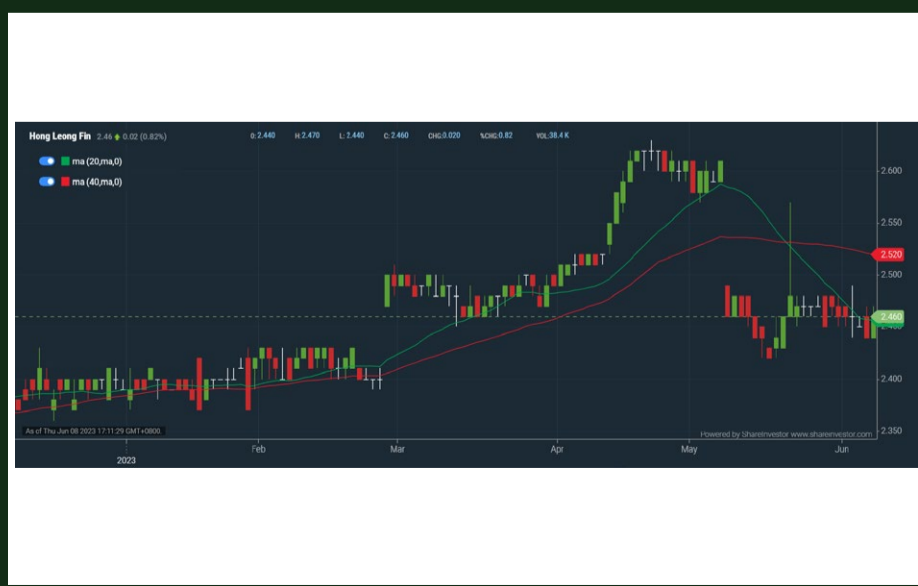 Hong Leong Fin 2.46 0.02 (0.82%) O: 2.440 H: 2.470 L: 2.440 C: 2.460 CHG:0.020 %CHG:0.82 VOL:38.4 K
ma (20,ma,0)
ma (40,ma,0)
2.600
2.550
2.520
2.500
2.460
2.400
2.350
As of Thu Jun 08 2023 17:11:29 GMT+0800.
Powered by ShareInvestor www.shareinvestor.com
Feb Mar Apr May Jun
2023